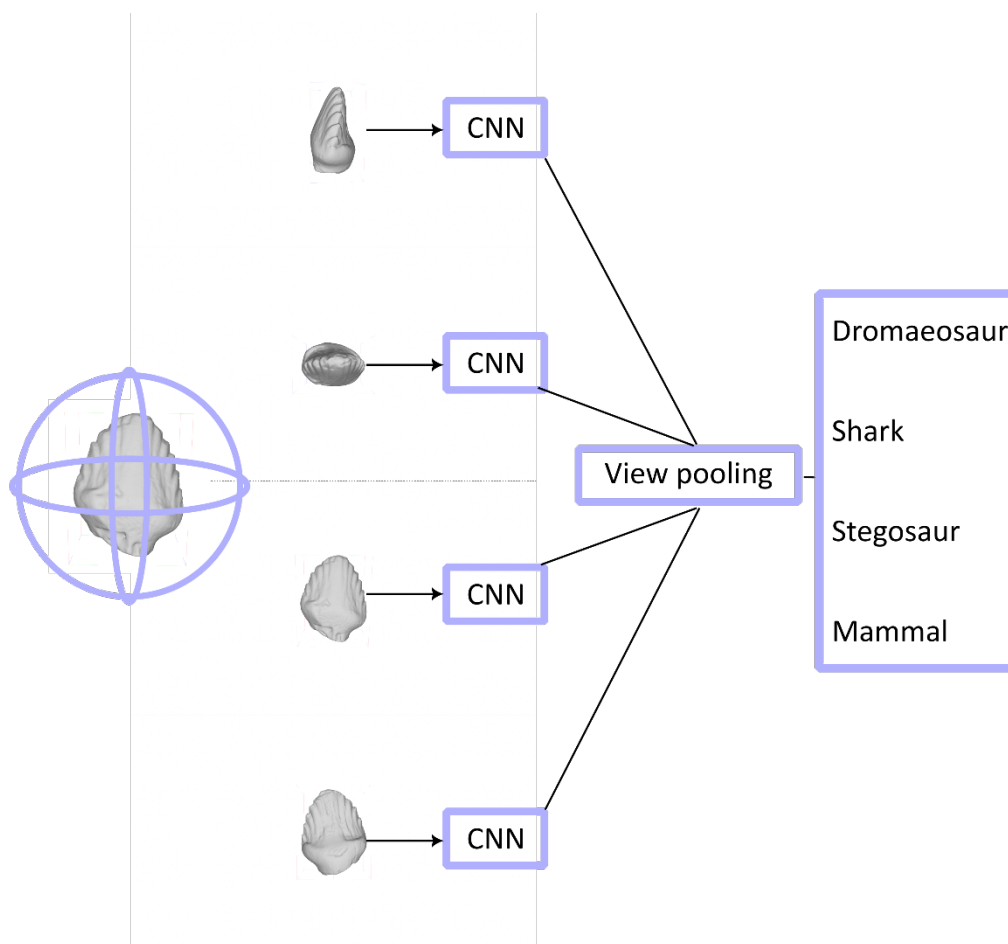 CNN
CNN
CNN
CNN
View pooling
Dromaeosaur
Shark
Stegosaur
Mammal